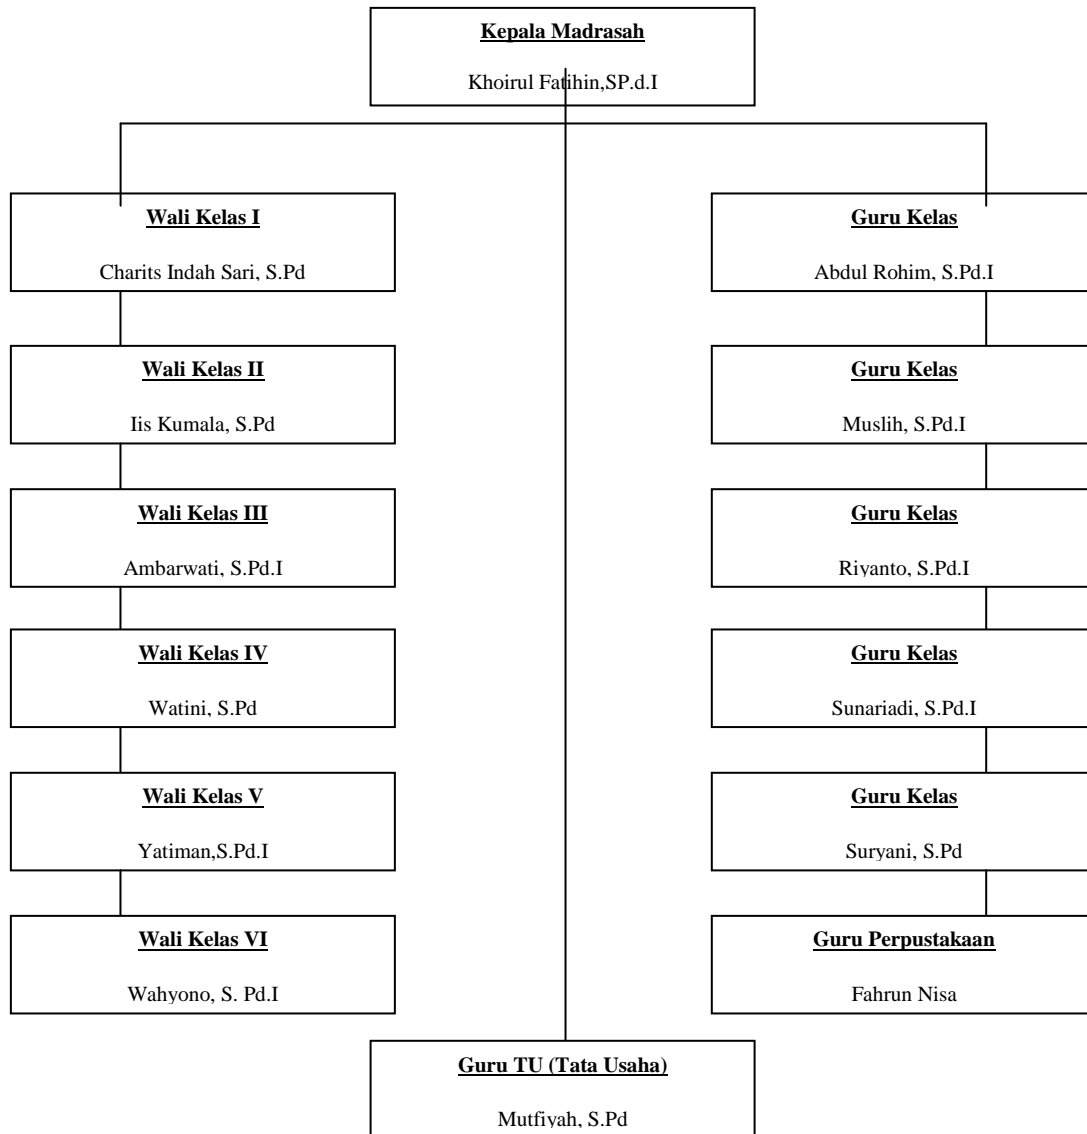 Kepala Madrasah
Khoirul Fatihin,SP.d.I
Wali Kelas I
Charits Indah Sari, S.Pd
Wali Kelas II
Iis Kumala, S.Pd
Wali Kelas III
Ambarwati, S.Pd.I
Wali Kelas IV
Watini, S.Pd
Wali Kelas V
Yatiman,S.Pd.I
Wali Kelas VI
Wahyono, S. Pd.I
Guru Kelas
Abdul Rohim, S.Pd.I
Guru Kelas
Muslih, S.Pd.I
Guru Kelas
Riyanto, S.Pd.I
Guru Kelas
Sunariadi, S.Pd.I
Guru Kelas
Suryani, S.Pd
Guru Perpustakaan
Fahrun Nisa
Guru TU (Tata Usaha)
Mutfiyah, S.Pd